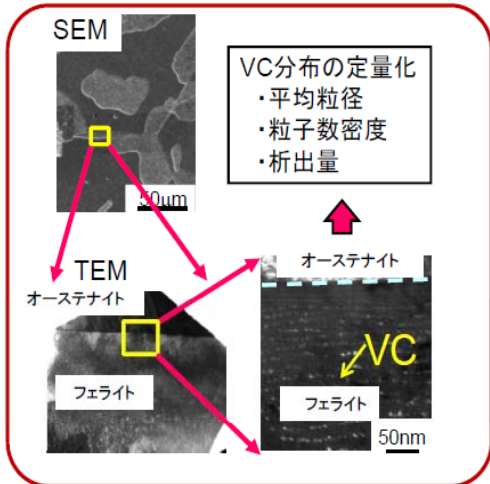 SEM
VC分布の定量化
・平均粒径
・粒子数密度
・析出量
50μm
TEM
オーステナイト
フェライト
オーステナイト
VC
フェライト
50nm